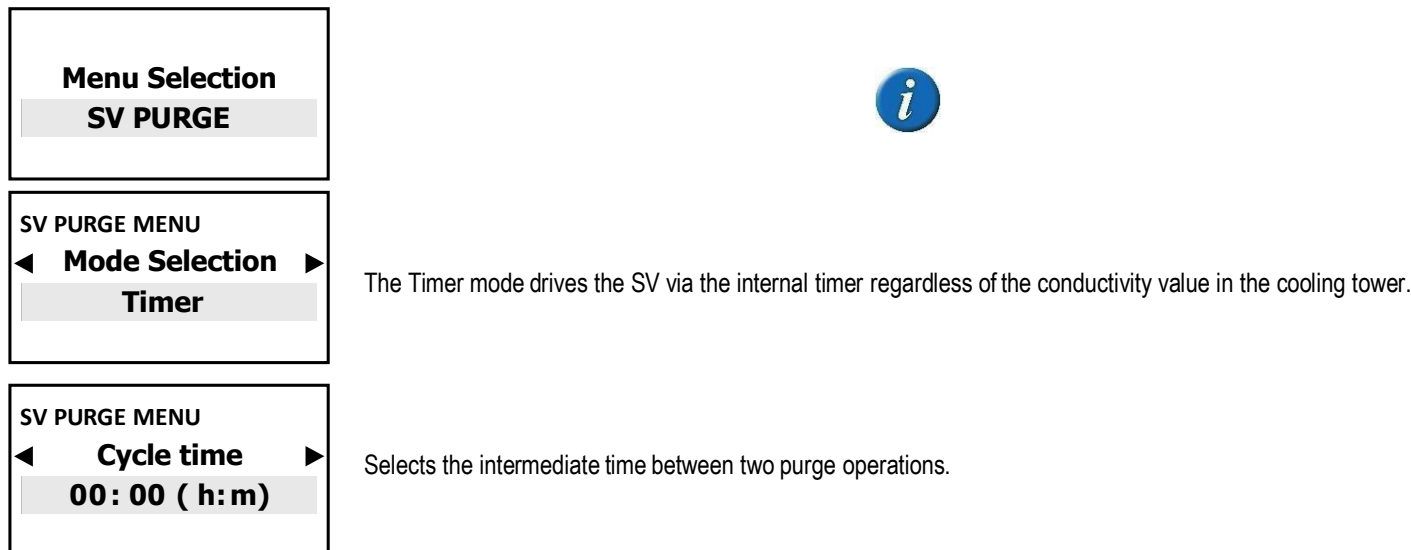 Menu Selection
SV PURGE
i
SV PURGE MENU
◄ Mode Selection ►
Timer
The Timer mode drives the SV via the internal timer regardless of the conductivity value in the cooling tower.
SV PURGE MENU
◄ Cycle time ►
00: 00 ( h:m)
Selects the intermediate time between two purge operations.